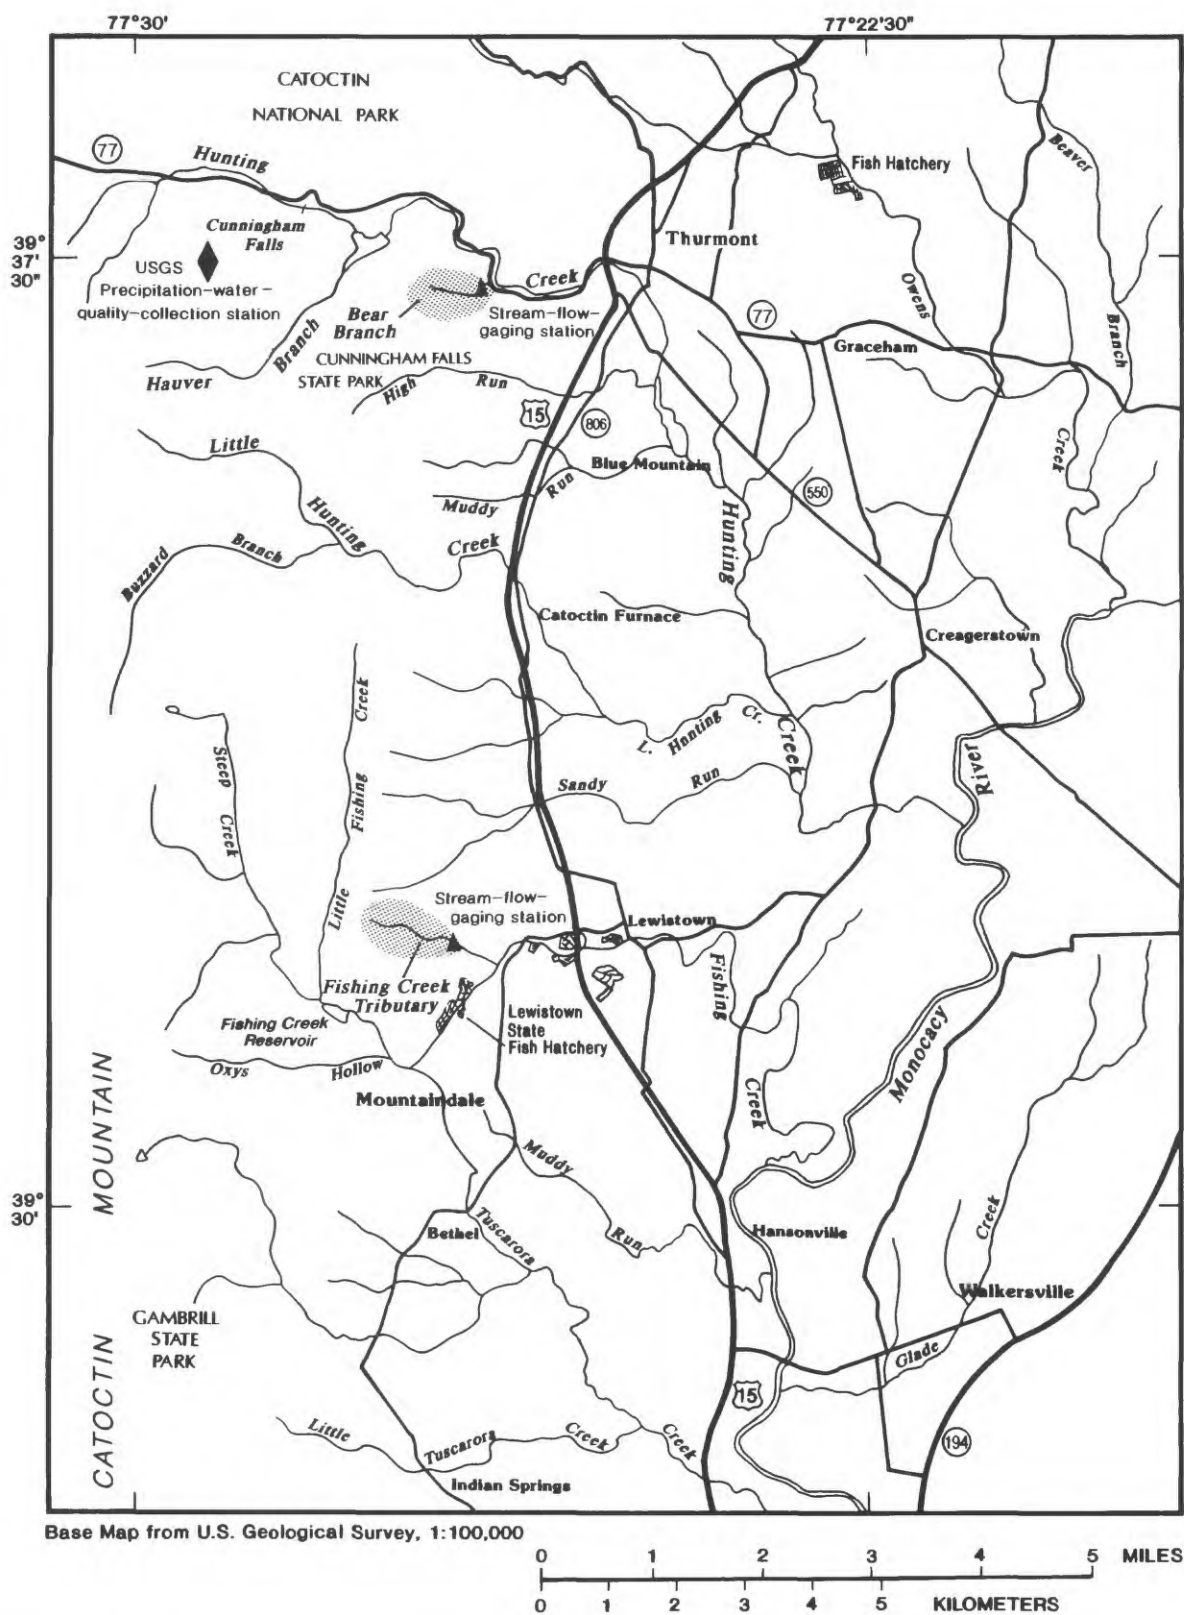 77°30'
77°22'30"
CATOCTIN
NATIONAL PARK
77
Hunting
Cunningham
Falls
39°
37'
30"
USGS
Precipitation-water-
quality-collection station
Bear
Branch
Creek
Stream-flow-
gaging station
Thurmont
Fish Hatchery
Beaver
Branch
Owens
Creek
77
Graceham
Hauver
Branch
CUNNINGHAM FALLS
STATE PARK
High
Run
15
806
Blue Mountain
Muddy
Run
550
Little
Hunting
Creek
Buzzard
Branch
Hunting
Creek
Catoctin Furnace
Creagerstown
L. Hunting Cr.
Steep
Creek
Little
Fishing
Creek
Sandy
Run
River
Stream-flow-
gaging station
Lewistown
Fishing Creek
Tributary
Fishing Creek
Reservoir
Lewistown
State
Fish Hatchery
Fishing
Creek
Monocacy
Oxys
Hollow
Mountaindale
Muddy
Run
CATOCTIN
MOUNTAIN
39°
30'
Bethel
Tuscarora
Creek
Hansonville
Creek
Walkersville
Glade
GAMBRILL
STATE
PARK
15
194
Little
Tuscarora
Creek
Indian Springs
Base Map from U.S. Geological Survey, 1:100,000
0 1 2 3 4 5 MILES
0 1 2 3 4 5 KILOMETERS